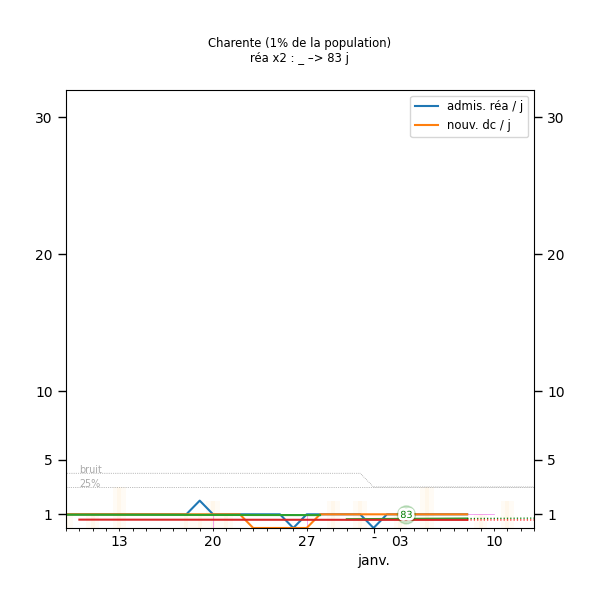 Charente (1% de la population)
réa x2 : _ –> 83 j
admis. réa / j
nouv. dc / j
30 30
20 20
10 10
5 5
bruit
25%
1 83 1
13 20 27 - 03 10
janv.